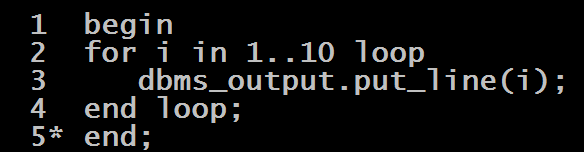 1  begin
2  for i in 1..10 loop
3     dbms_output.put_line(i);
4  end loop;
5* end;